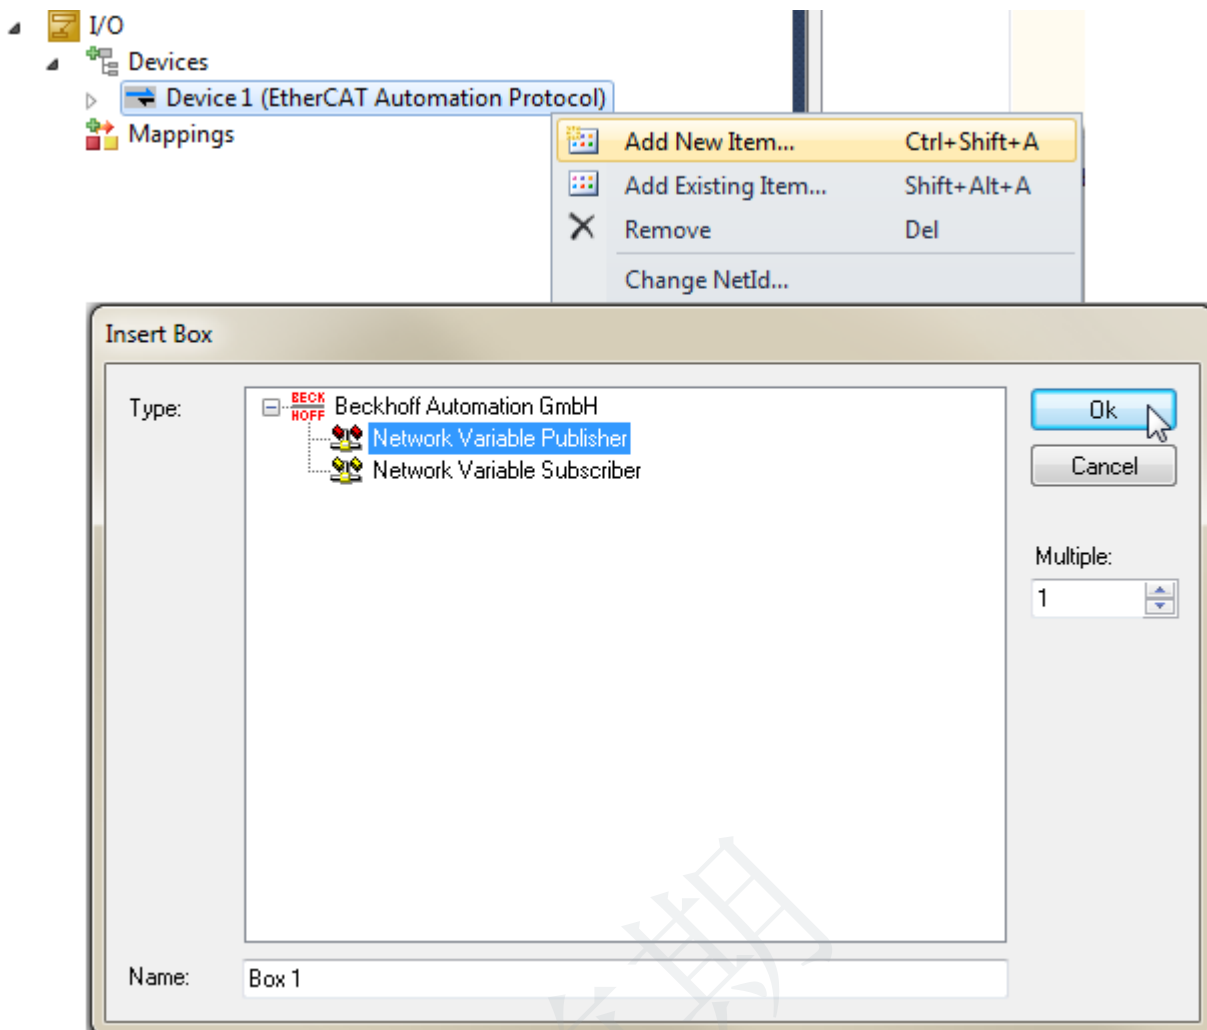 I/O
Devices
Device 1 (EtherCAT Automation Protocol)
Mappings
Add New Item... Ctrl+Shift+A
Add Existing Item... Shift+Alt+A
Remove Del
Change NetId...
Insert Box
Type:
BECK
HOFF
Beckhoff Automation GmbH
Network Variable Publisher
Network Variable Subscriber
Ok
Cancel
Multiple:
1
Name: Box 1
期